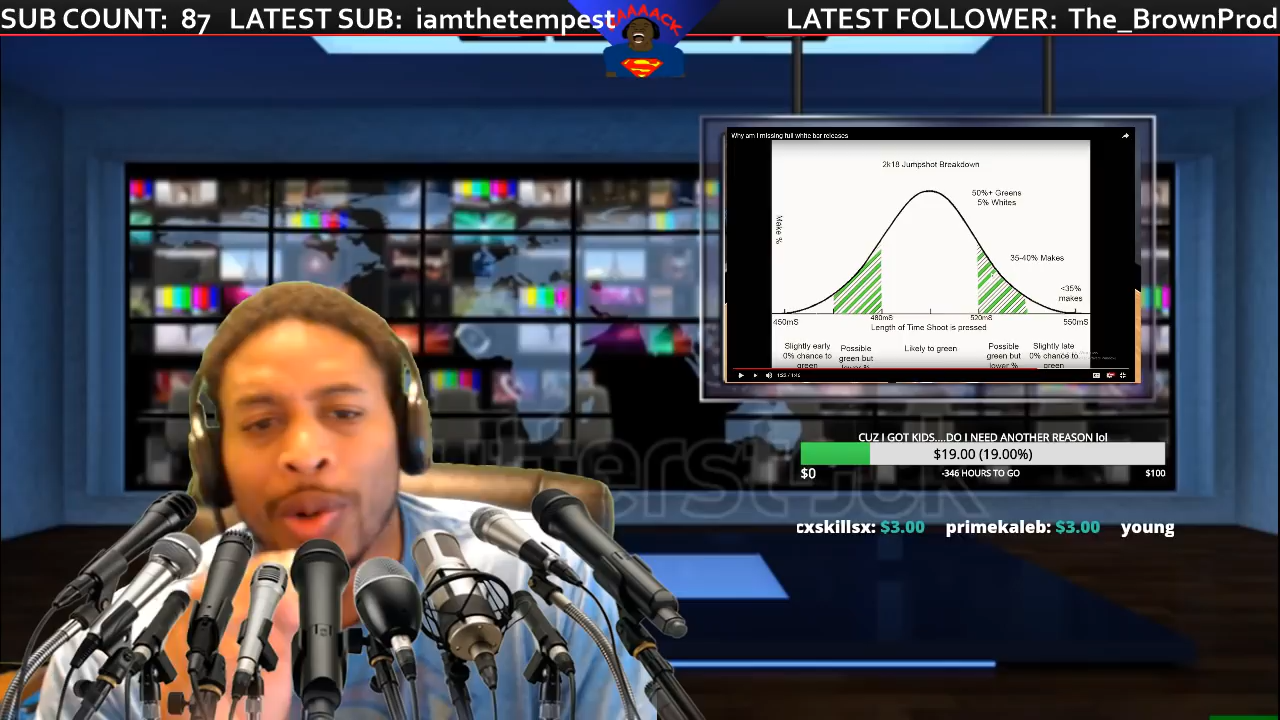 SUB COUNT: 87 LATEST SUB: iamthetempest
LATEST FOLLOWER: The_BrownProd
Why am I missing full white bar releases
2k18 Jumpshot Breakdown
50%+ Greens
5% Whites
Make %
35-40% Makes
<35%
makes
450mS
480mS
520mS
550mS
Length of Time Shoot is pressed
Slightly early
0% chance to
green
Possible
green but
lower %
Likely to green
Possible
green but
lower %
Slightly late
0% chance to
green
CUZ I GOT KIDS....DO I NEED ANOTHER REASON lol
$19.00 (19.00%)
$0
-346 HOURS TO GO
$100
cxskillsx: $3.00 primekaleb: $3.00 young